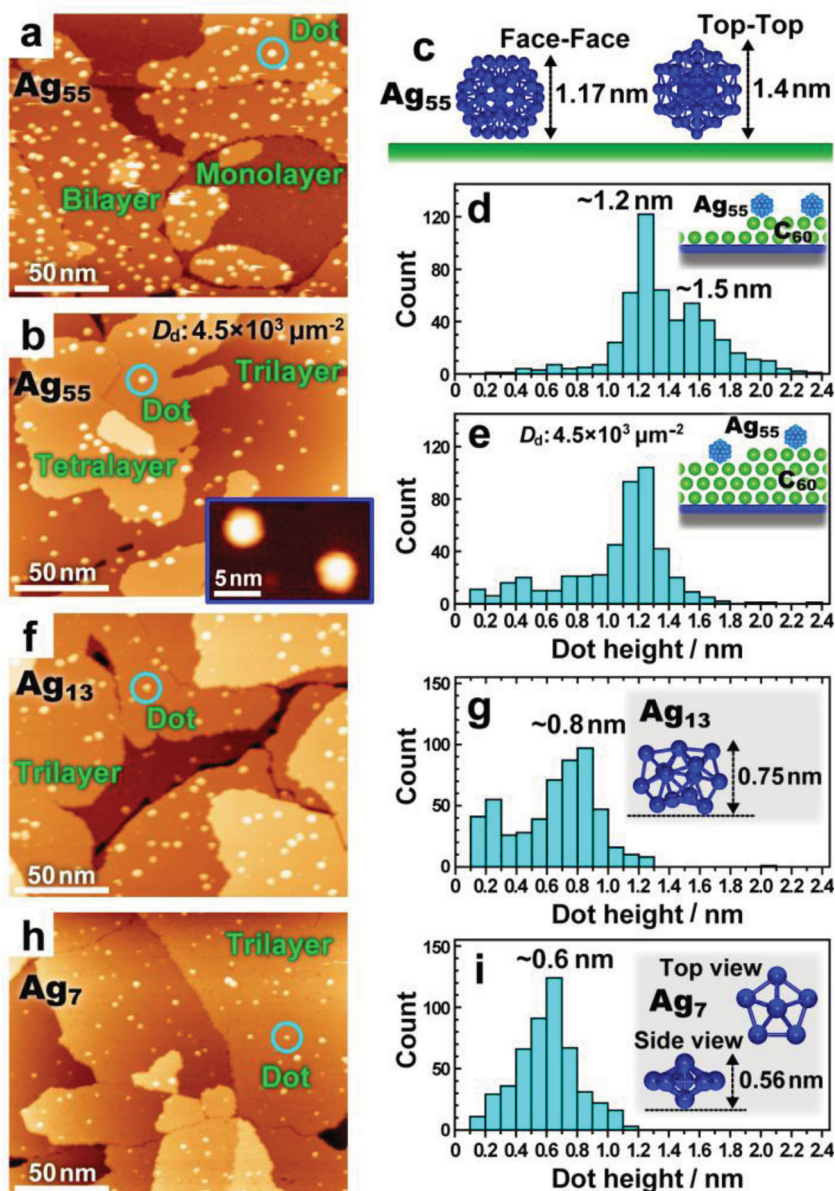 a
Dot
Ag₅₅
Monolayer
Bilayer
50 nm
b
D_d: 4.5×10³ µm⁻²
Ag₅₅
Trilayer
Dot
Tetralayer
50 nm
5 nm
c
Face-Face
Top-Top
Ag₅₅
1.17 nm
1.4 nm
d
~1.2 nm
~1.5 nm
Ag₅₅
C₆₀
Count
120
80
40
0
0 0.2 0.4 0.6 0.8 1.0 1.2 1.4 1.6 1.8 2.0 2.2 2.4
e
D_d: 4.5×10³ µm⁻²
Ag₅₅
C₆₀
Count
120
80
40
0
0 0.2 0.4 0.6 0.8 1.0 1.2 1.4 1.6 1.8 2.0 2.2 2.4
Dot height / nm
f
Ag₁₃
Dot
Trilayer
50 nm
g
~0.8 nm
Ag₁₃
0.75 nm
Count
150
100
50
0
0 0.2 0.4 0.6 0.8 1.0 1.2 1.4 1.6 1.8 2.0 2.2 2.4
Dot height / nm
h
Trilayer
Ag₇
Dot
50 nm
i
~0.6 nm
Top view
Ag₇
Side view
0.56 nm
Count
150
100
50
0
0 0.2 0.4 0.6 0.8 1.0 1.2 1.4 1.6 1.8 2.0 2.2 2.4
Dot height / nm